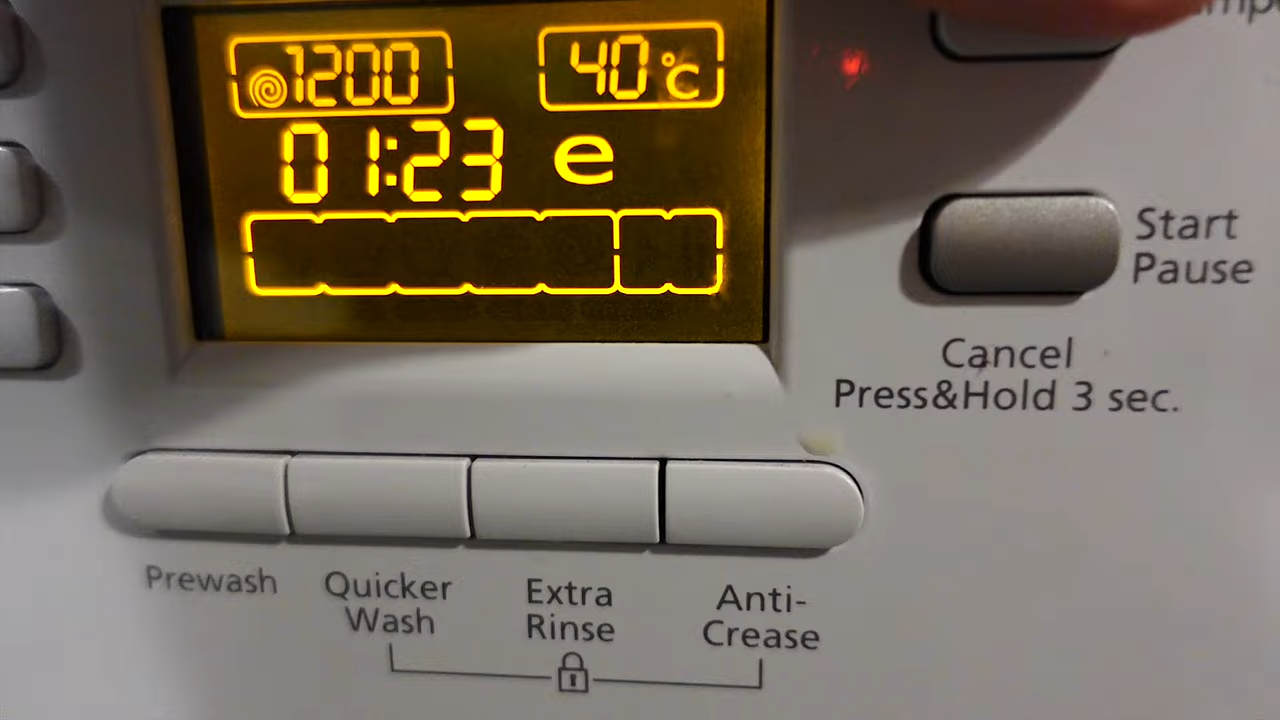 1200
40 °C
01:23 e
Start
Pause
Cancel
Press&Hold 3 sec.
Prewash
Quicker
Wash
Extra
Rinse
Anti-
Crease